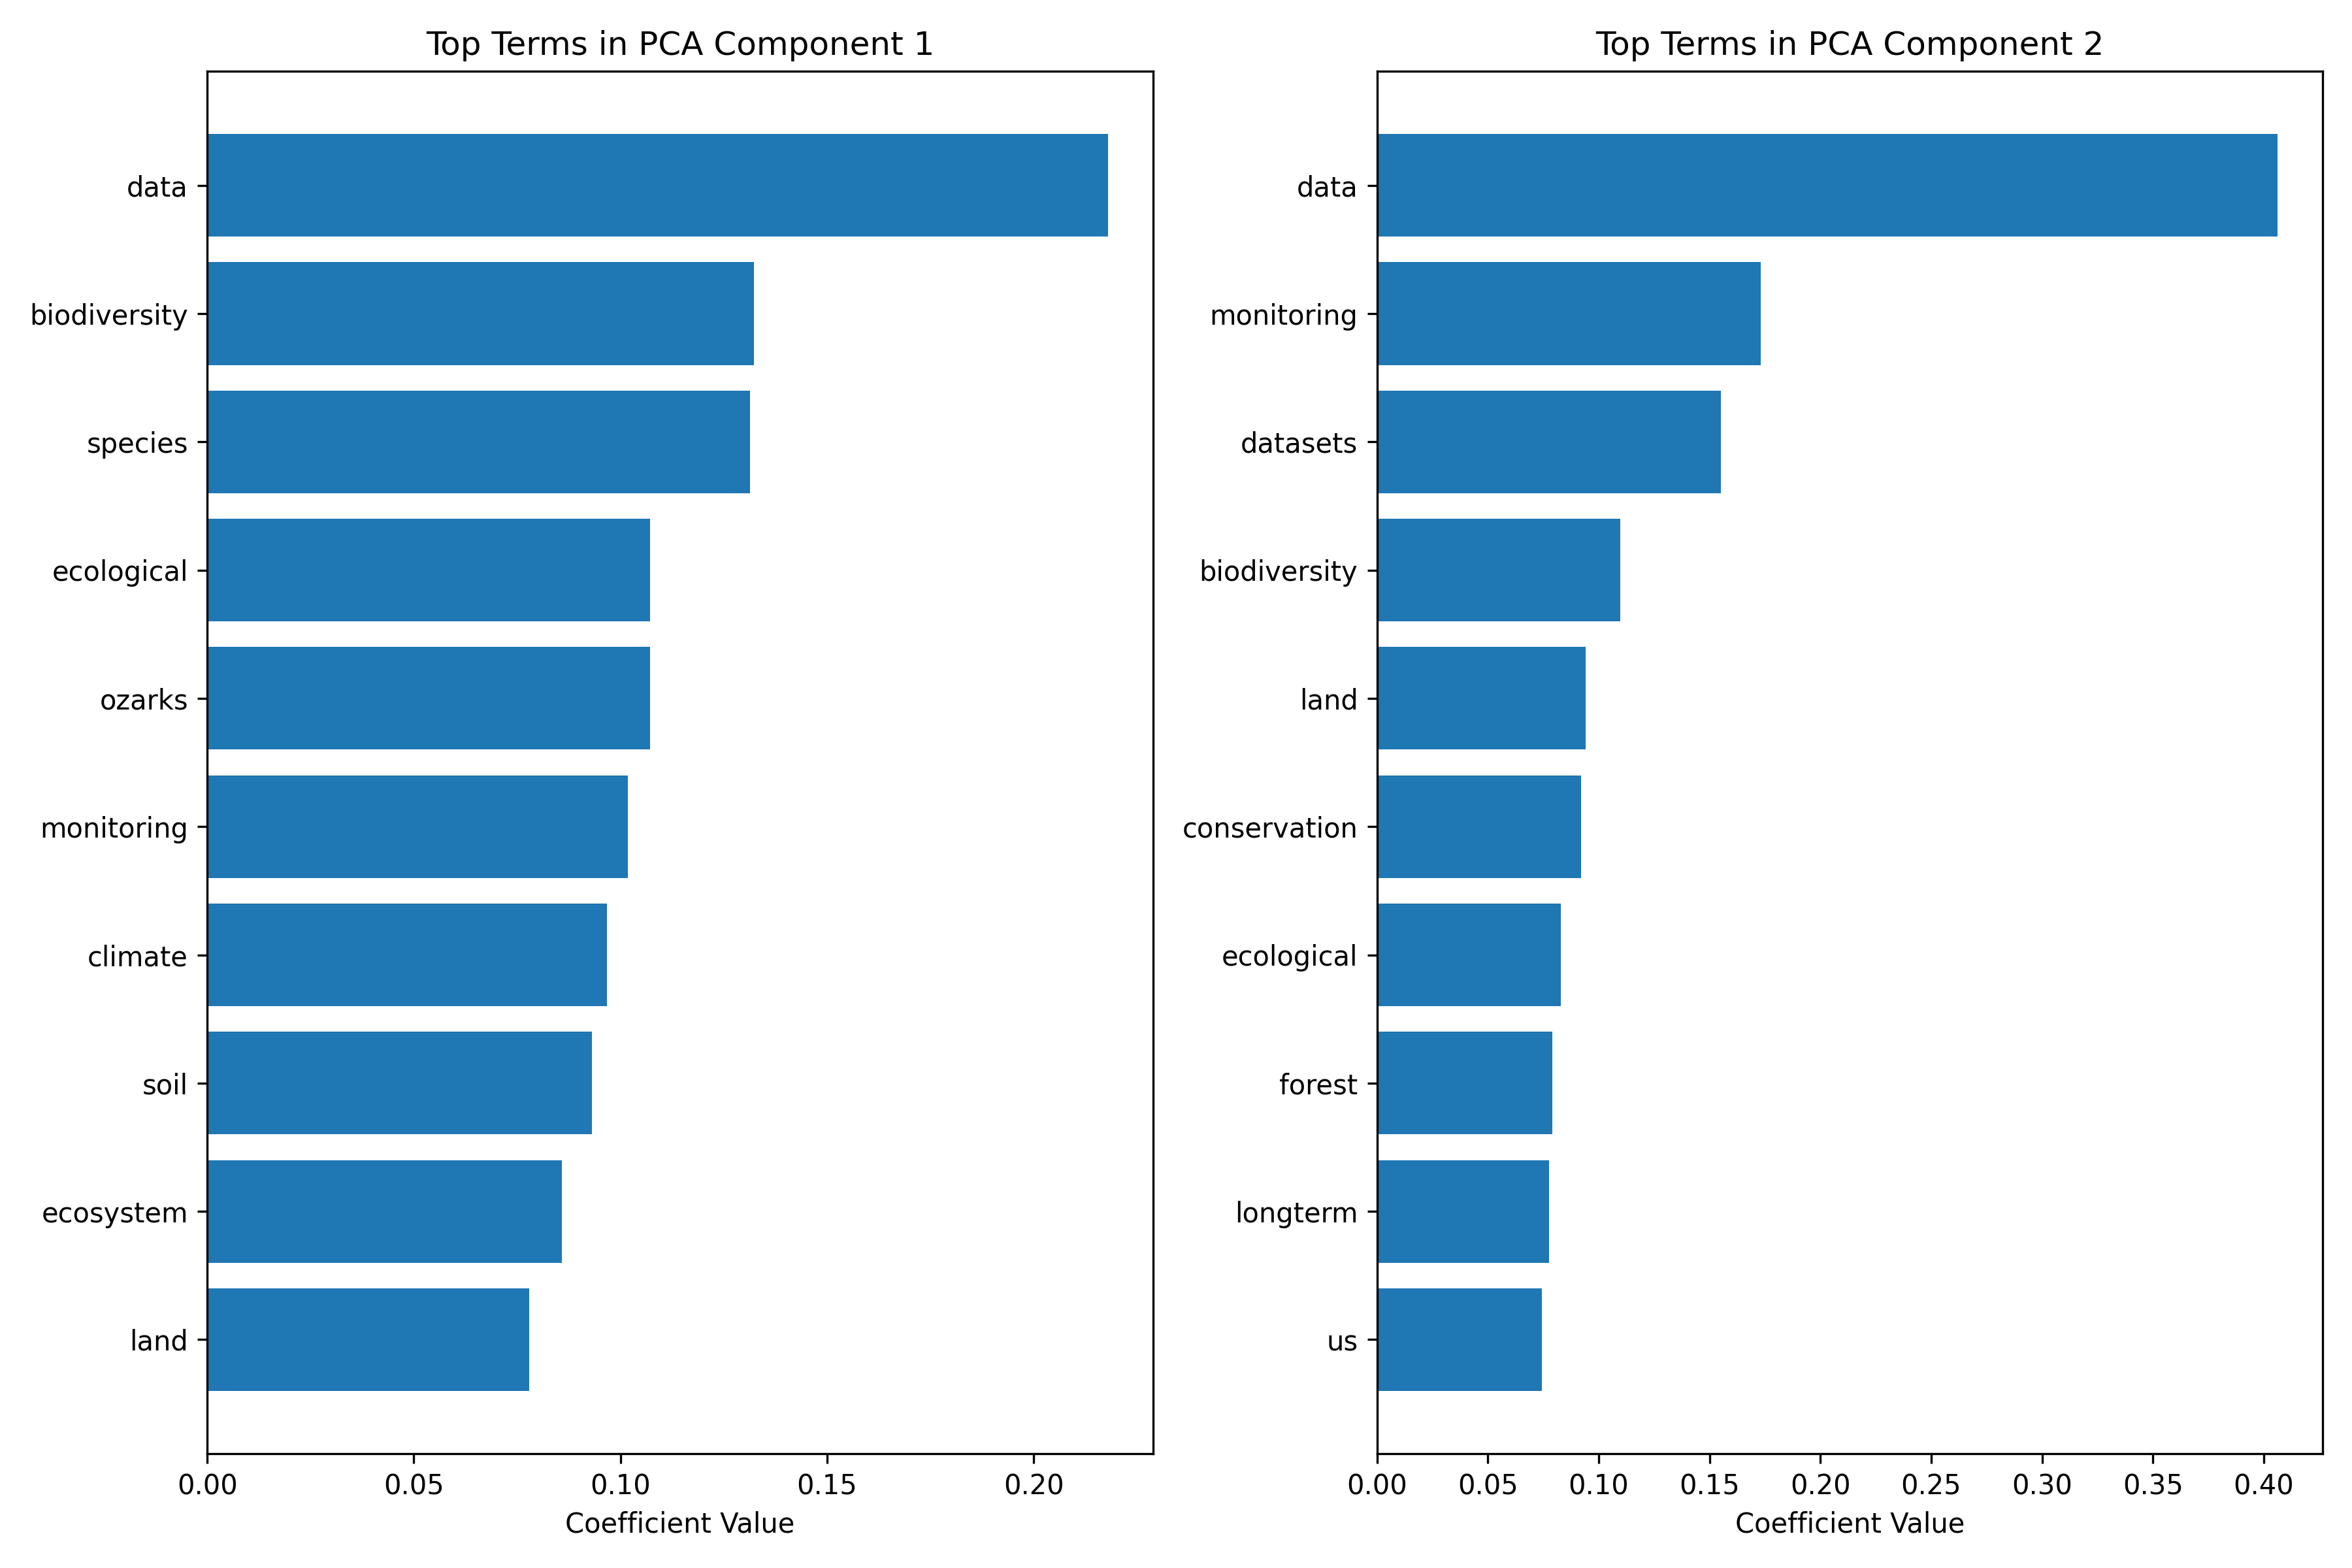 Top Terms in PCA Component 1
data
biodiversity
species
ecological
ozarks
monitoring
climate
soil
ecosystem
land
0.00 0.05 0.10 0.15 0.20
Coefficient Value
Top Terms in PCA Component 2
data
monitoring
datasets
biodiversity
land
conservation
ecological
forest
longterm
us
0.00 0.05 0.10 0.15 0.20 0.25 0.30 0.35 0.40
Coefficient Value